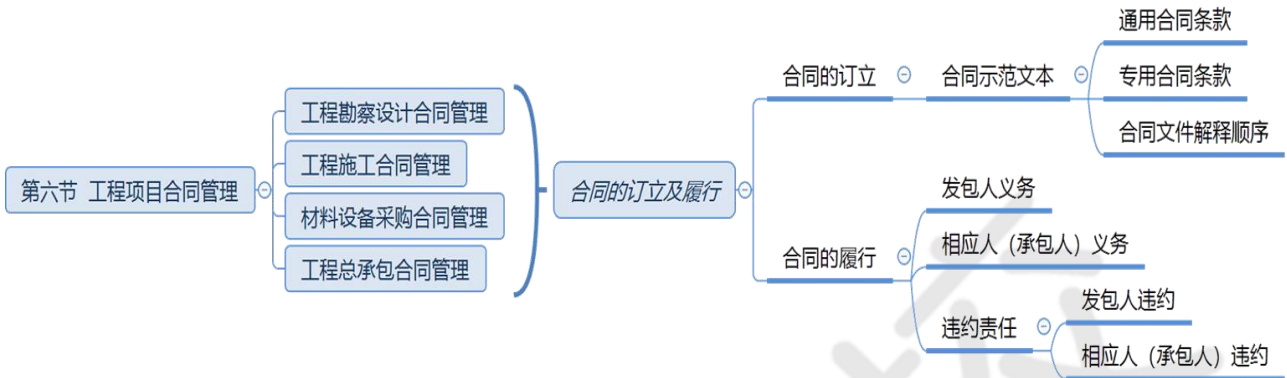 第六节 工程项目合同管理
工程勘察设计合同管理
工程施工合同管理
材料设备采购合同管理
工程总承包合同管理
合同的订立及履行
合同的订立
合同示范文本
通用合同条款
专用合同条款
合同文件解释顺序
合同的履行
发包人义务
相应人（承包人）义务
违约责任
发包人违约
相应人（承包人）违约